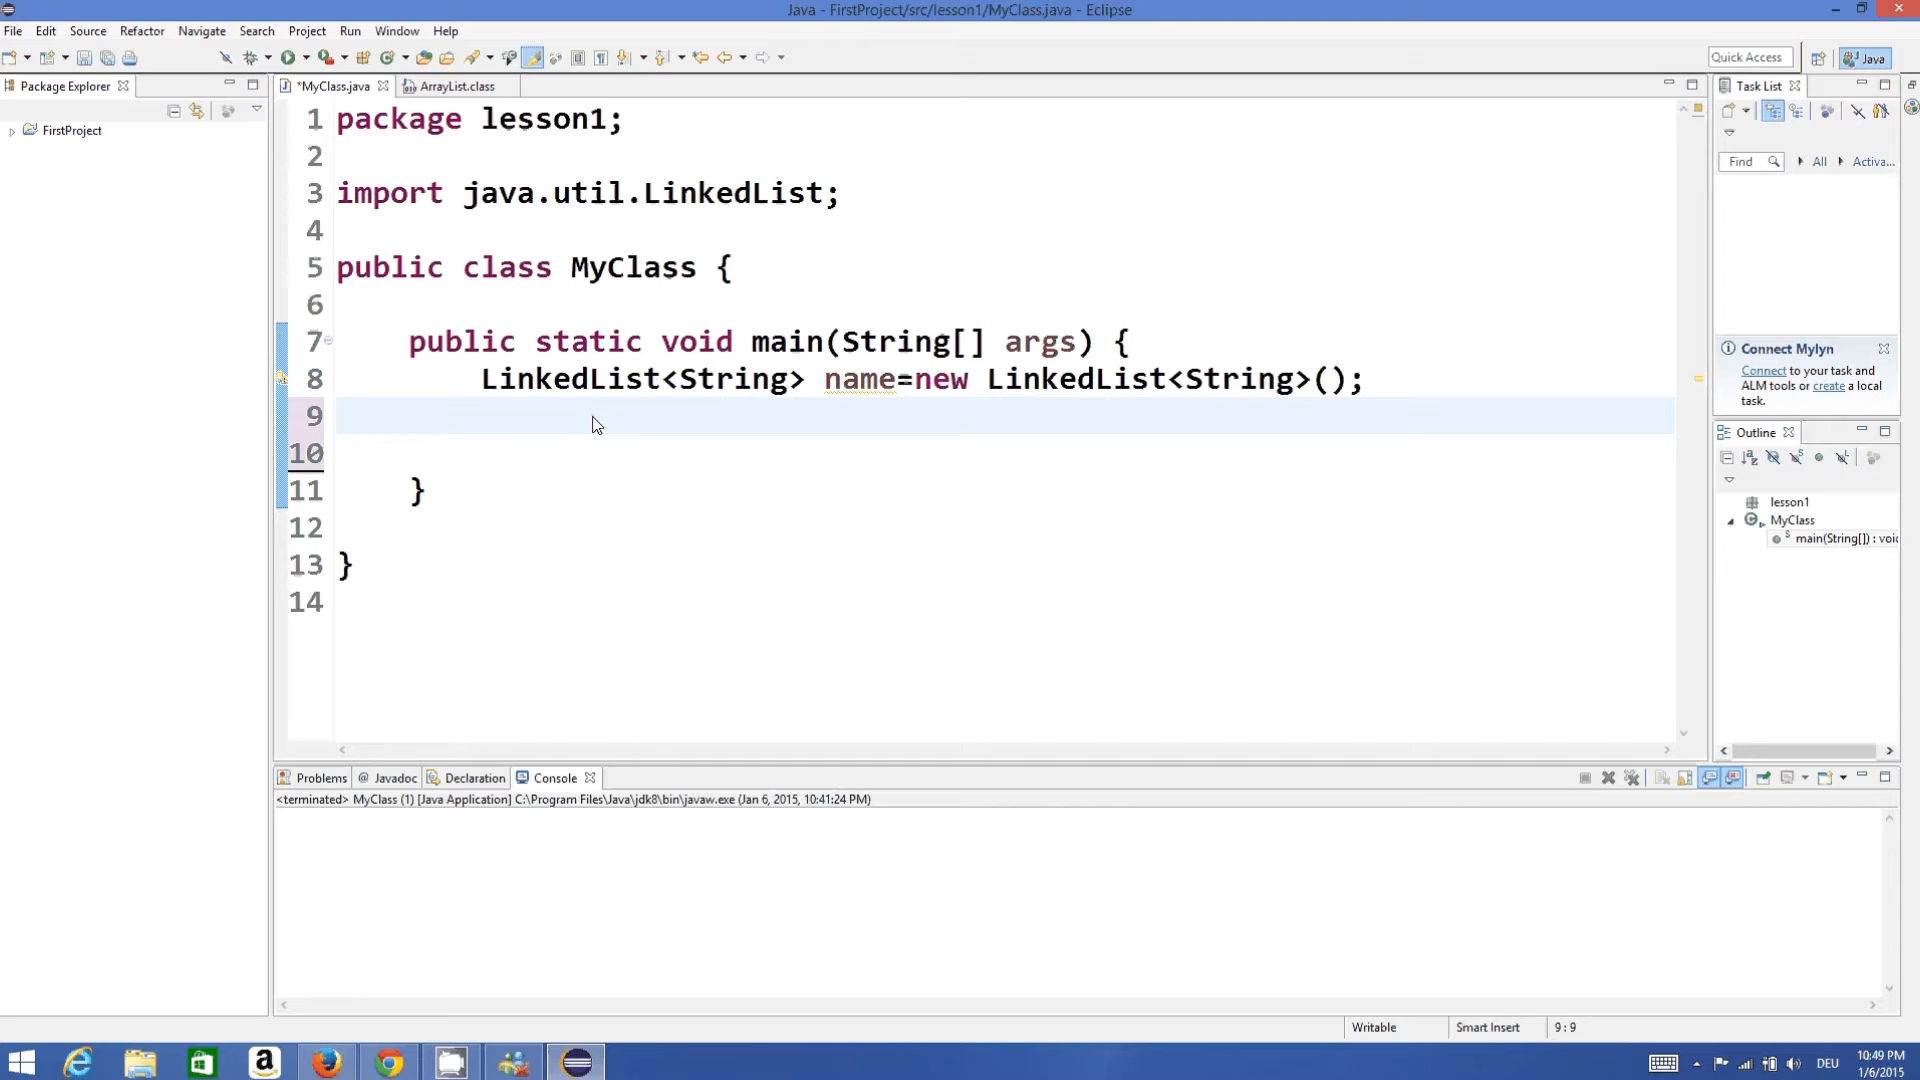 Java - FirstProject/src/lesson1/MyClass.java - Eclipse
File Edit Source Refactor Navigate Search Project Run Window Help
Quick Access
Java
Package Explorer
*MyClass.java
ArrayList.class
Task List
FirstProject
Find
All
Activa...
1 package lesson1;
2
3 import java.util.LinkedList;
4
5 public class MyClass {
6
7 public static void main(String[] args) {
8 LinkedList<String> name=new LinkedList<String>();
9
10
11 }
12
13 }
14
Connect Mylyn
Connect to your task and
ALM tools or create a local
task.
Outline
lesson1
MyClass
main(String[]) : voi
Problems
@ Javadoc
Declaration
Console
<terminated> MyClass (1) [Java Application] C:\Program Files\Java\jdk8\bin\javaw.exe (Jan 6, 2015, 10:41:24 PM)
Writable
Smart Insert
9 : 9
DEU
10:49 PM
1/6/2015